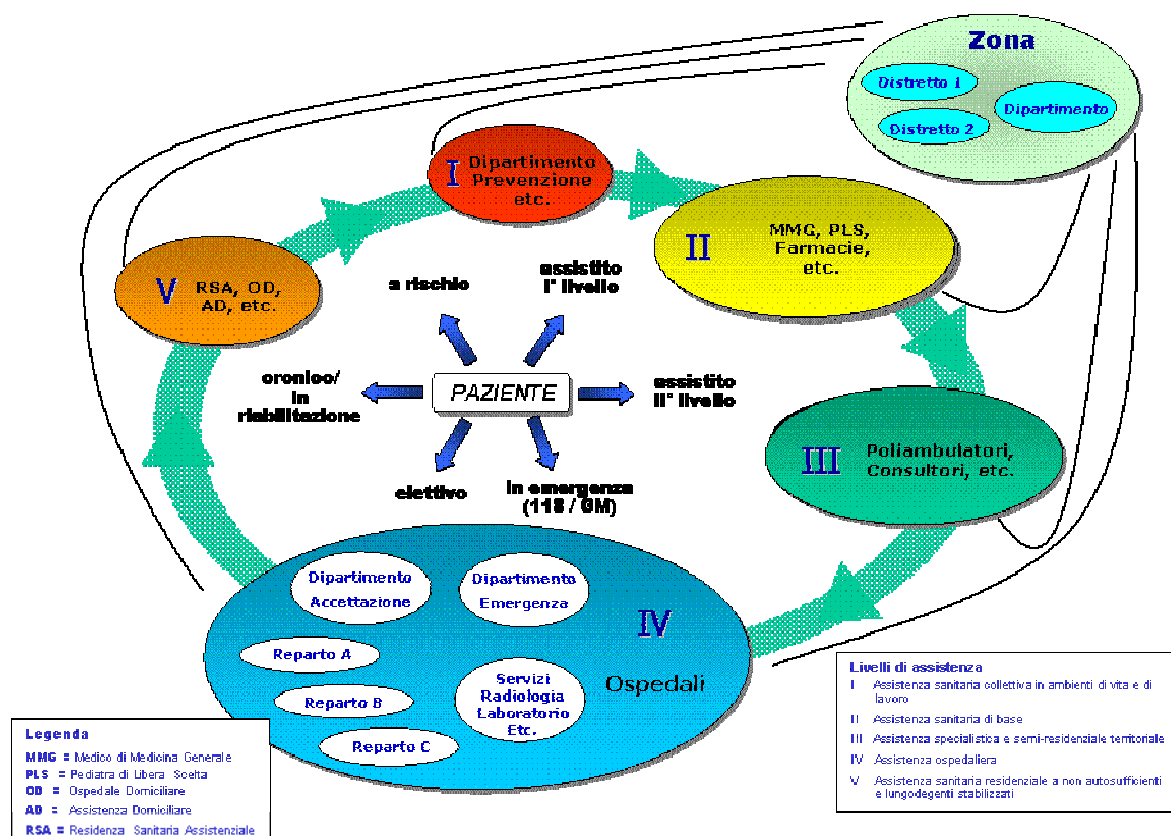 Zona
Distretto 1
Dipartimento
Distretto 2
I Dipartimento
Prevenzione
etc.
II
MMG, PLS,
Farmacie,
etc.
V
RSA, OD,
AD, etc.
a rischio
assistito
I° livello
cronico/
in
riabilitazione
PAZIENTE
assistito
II° livello
III
Poliambulatori,
Consultori, etc.
elettivo
in emergenza
(118 / GM)
Dipartimento
Accettazione
Dipartimento
Emergenza
IV
Ospedali
Reparto A
Reparto B
Reparto C
Servizi
Radiologia
Laboratorio
Etc.
Legenda
MMG = Medico di Medicina Generale
PLS = Pediatra di Libera Scelta
OD = Ospedale Domiciliare
AD = Assistenza Domiciliare
RSA = Residenza Sanitaria Assistenziale
Livelli di assistenza
I Assistenza sanitaria collettiva in ambienti di vita e di
lavoro
II Assistenza sanitaria di base
III Assistenza specialistica e semi-residenziale territoriale
IV Assistenza ospedaliera
V Assistenza sanitaria residenziale a non autosufficienti
e lungodegenti stabilizzati